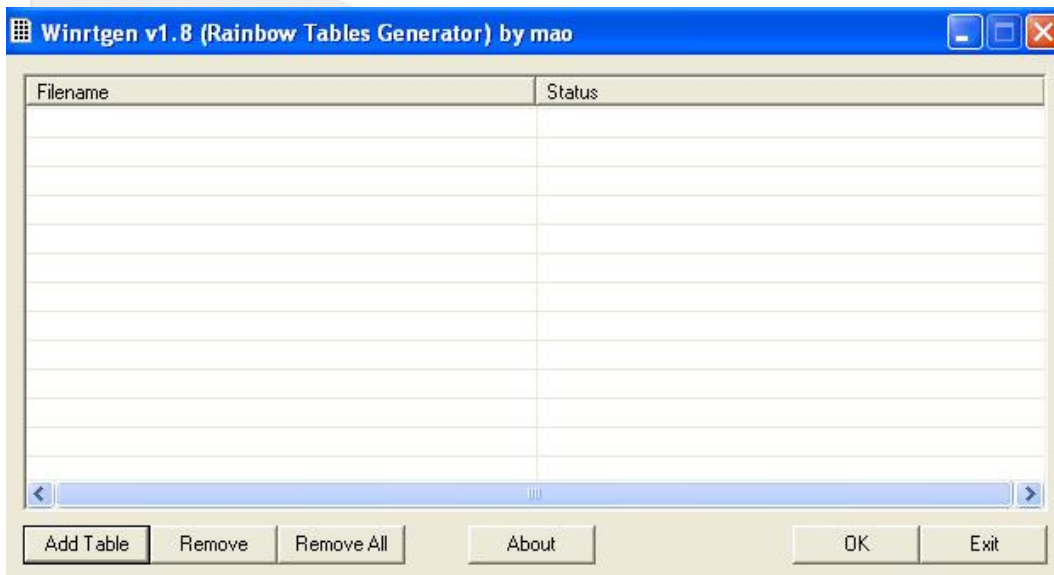 Winrtgen v1.8 (Rainbow Tables Generator) by mao
Filename Status
Add Table Remove Remove All About OK Exit